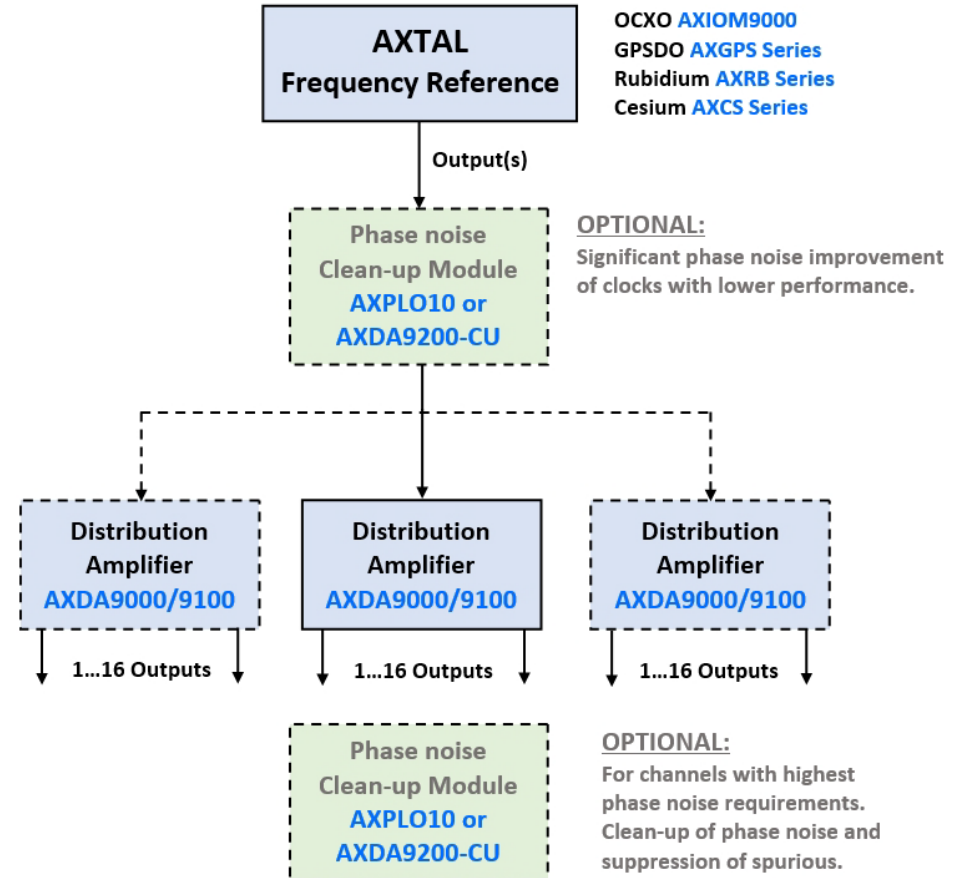 AXTAL
Frequency Reference
OCXO AXIOM9000
GPSDO AXGPS Series
Rubidium AXRB Series
Cesium AXCS Series
Output(s)
Phase noise
Clean-up Module
AXPLO10 or
AXDA9200-CU
OPTIONAL:
Significant phase noise improvement
of clocks with lower performance.
Distribution
Amplifier
AXDA9000/9100
Distribution
Amplifier
AXDA9000/9100
Distribution
Amplifier
AXDA9000/9100
1...16 Outputs
1...16 Outputs
1...16 Outputs
Phase noise
Clean-up Module
AXPLO10 or
AXDA9200-CU
OPTIONAL:
For channels with highest
phase noise requirements.
Clean-up of phase noise and
suppression of spurious.